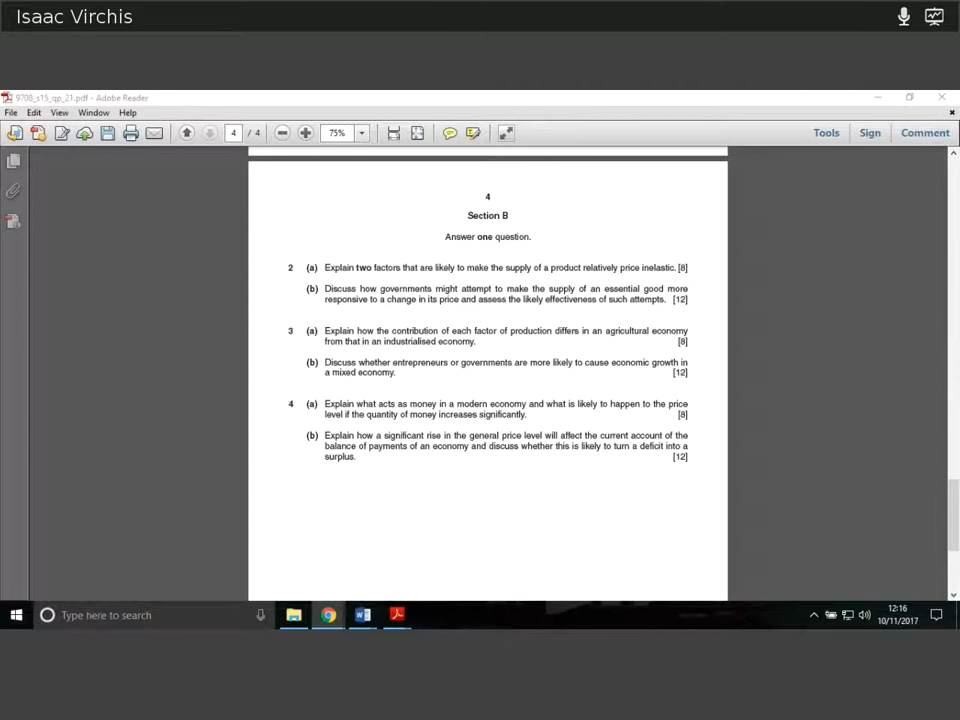 Isaac Virchis
9708_s15_qp_21.pdf - Adobe Reader
File Edit View Window Help
4 / 4 75% Tools Sign Comment
4
Section B
Answer one question.
2 (a) Explain two factors that are likely to make the supply of a product relatively price inelastic. [8]
(b) Discuss how governments might attempt to make the supply of an essential good more
responsive to a change in its price and assess the likely effectiveness of such attempts. [12]
3 (a) Explain how the contribution of each factor of production differs in an agricultural economy
from that in an industrialised economy. [8]
(b) Discuss whether entrepreneurs or governments are more likely to cause economic growth in
a mixed economy. [12]
4 (a) Explain what acts as money in a modern economy and what is likely to happen to the price
level if the quantity of money increases significantly. [8]
(b) Explain how a significant rise in the general price level will affect the current account of the
balance of payments of an economy and discuss whether this is likely to turn a deficit into a
surplus. [12]
Type here to search
12:16
10/11/2017